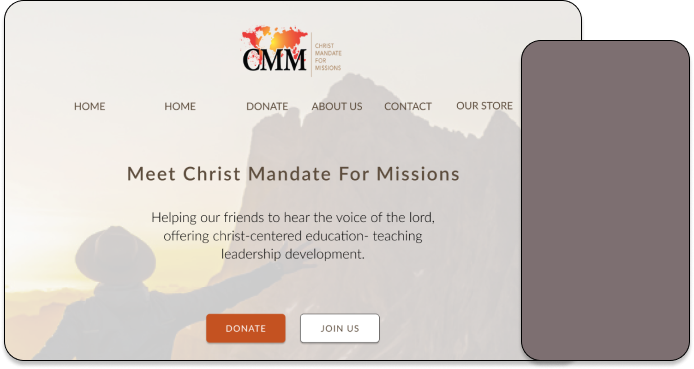 CMM
CHRIST
MANDATE
FOR
MISSIONS
HOME HOME DONATE ABOUT US CONTACT OUR STORE
Meet Christ Mandate For Missions
Helping our friends to hear the voice of the lord,
offering christ-centered education- teaching
leadership development.
DONATE JOIN US